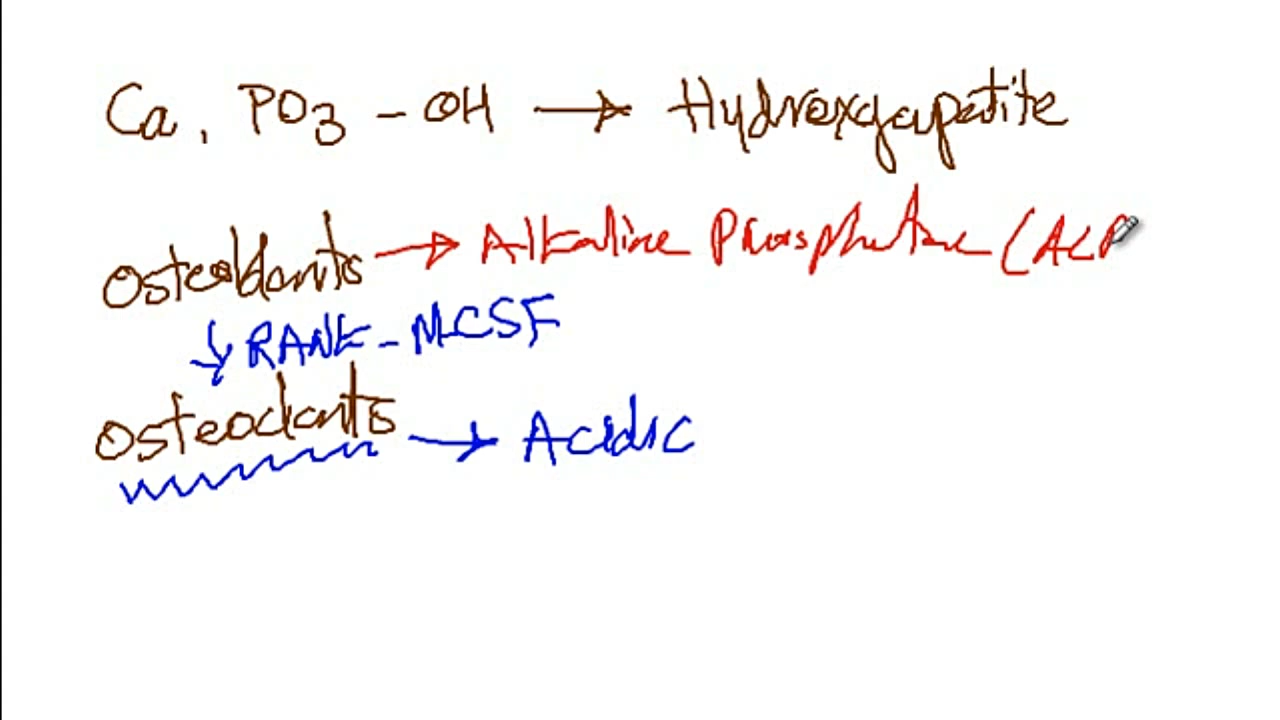 Ca, PO3 - OH → Hydroxyapatite
Osteoblasts → Alkaline Phosphatase (ALP
↓ RANK - MCSF
Osteoclasts → Acidic